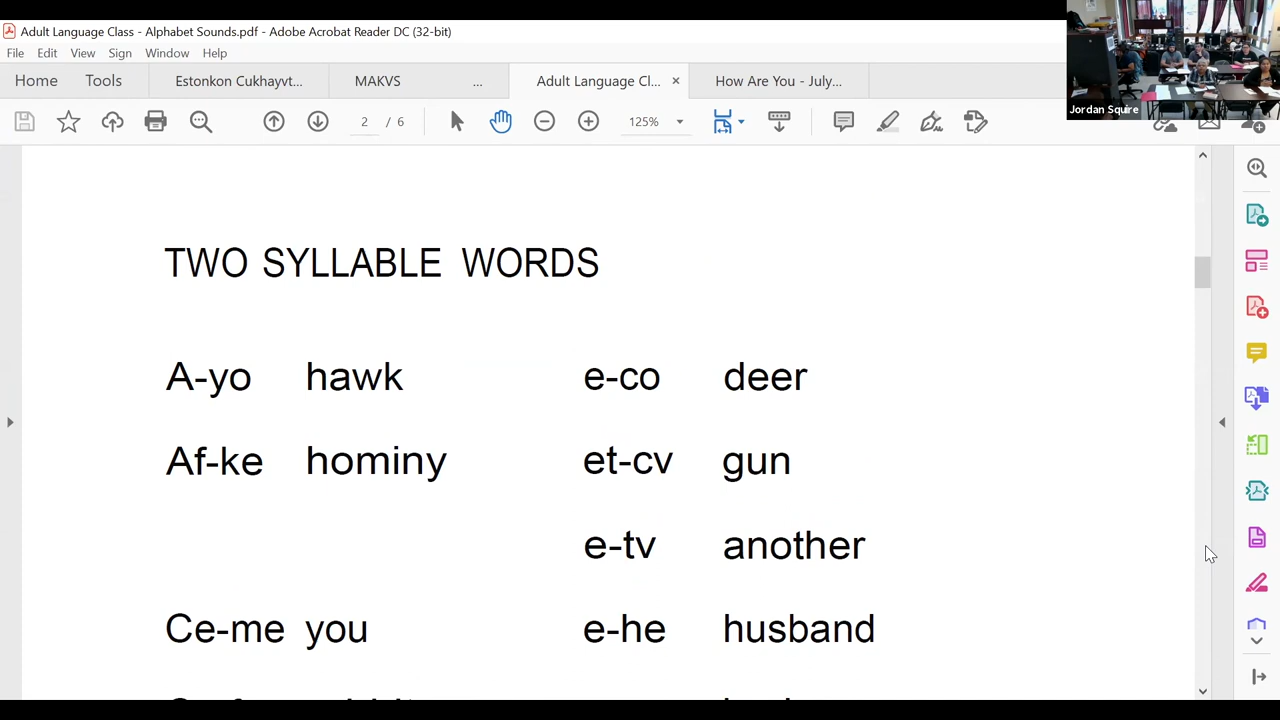 Adult Language Class - Alphabet Sounds.pdf - Adobe Acrobat Reader DC (32-bit)
File Edit View Sign Window Help
Home Tools Estonkon Cukhayvt... MAKVS ... Adult Language Cl... × How Are You - July...
2 / 6 125%
Jordan Squire
TWO SYLLABLE WORDS
A-yo hawk e-co deer
Af-ke hominy et-cv gun
e-tv another
Ce-me you e-he husband